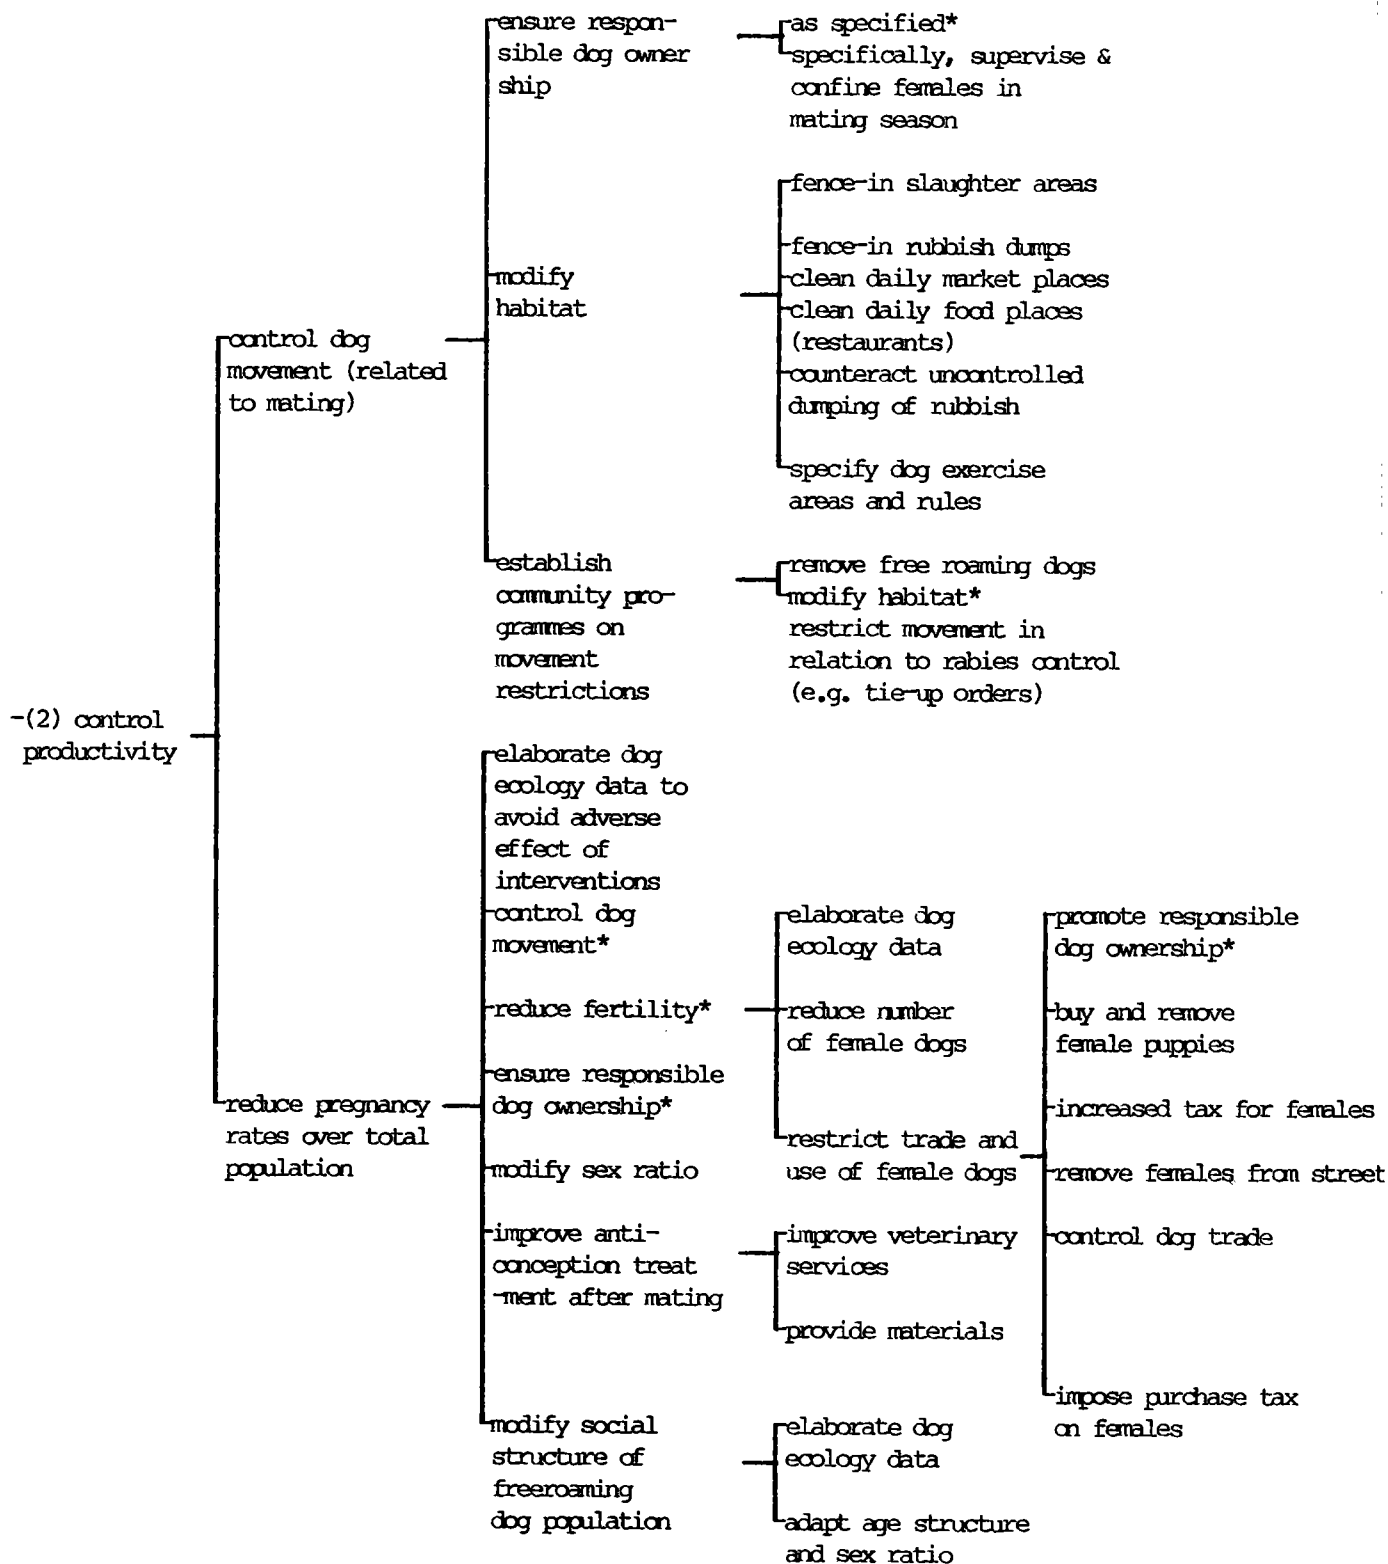 ensure respon-
sible dog owner
ship
as specified*
specifically, supervise &
confine females in
mating season
modify
habitat
fence-in slaughter areas
fence-in rubbish dumps
clean daily market places
clean daily food places
(restaurants)
counteract uncontrolled
dumping of rubbish
specify dog exercise
areas and rules
control dog
movement (related
to mating)
establish
community pro-
grammes on
movement
restrictions
remove free roaming dogs
modify habitat*
restrict movement in
relation to rabies control
(e.g. tie-up orders)
-(2) control
productivity
elaborate dog
ecology data to
avoid adverse
effect of
interventions
control dog
movement*
reduce fertility*
ensure responsible
dog ownership*
modify sex ratio
improve anti-
conception treat
-ment after mating
modify social
structure of
freeroaming
dog population
reduce pregnancy
rates over total
population
elaborate dog
ecology data
reduce number
of female dogs
restrict trade and
use of female dogs
improve veterinary
services
provide materials
elaborate dog
ecology data
adapt age structure
and sex ratio
promote responsible
dog ownership*
buy and remove
female puppies
increased tax for females
remove females from street
control dog trade
impose purchase tax
on females